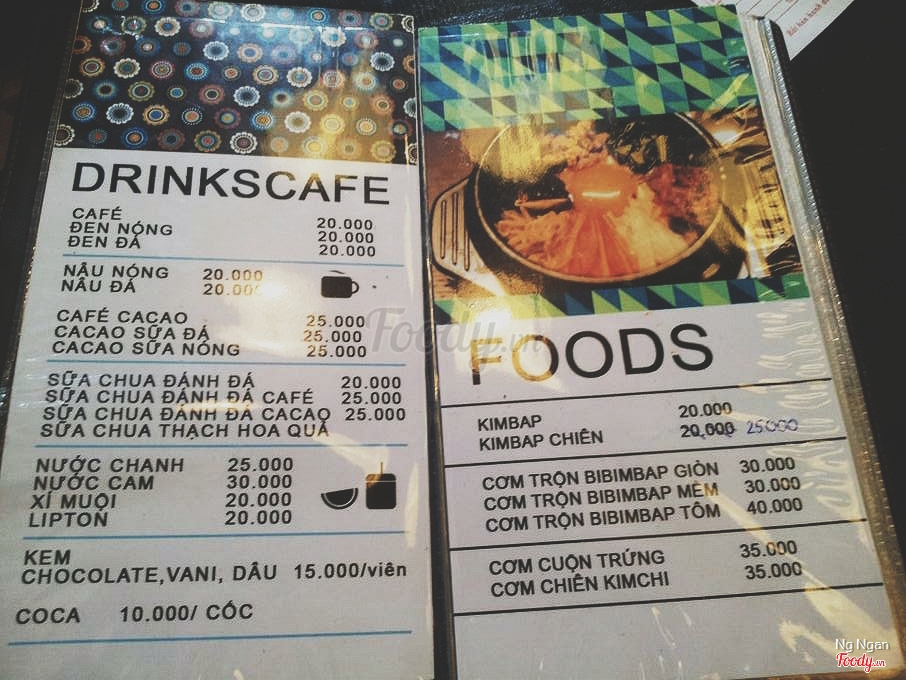 DRINKSCAFE
CAFÉ 20.000
ĐEN NÓNG 20.000
ĐEN ĐÁ 20.000
NÂU NÓNG 20.000
NÂU ĐÁ 20.000
CAFÉ CACAO 25.000
CACAO SỮA ĐÁ 25.000
CACAO SỮA NÓNG 25.000
SỮA CHUA ĐÁNH ĐÁ 20.000
SỮA CHUA ĐÁNH ĐÁ CAFÉ 25.000
SỮA CHUA ĐÁNH ĐÁ CACAO 25.000
SỮA CHUA THẠCH HOA QUẢ
NƯỚC CHANH 25.000
NƯỚC CAM 30.000
XÍ MUỘI 20.000
LIPTON 20.000
KEM
CHOCOLATE,VANI, DÂU 15.000/viên
COCA 10.000/ CỐC
FOODS
KIMBAP 20.000
KIMBAP CHIÊN 20.000 25000
CƠM TRỘN BIBIMBAP GIÒN 30.000
CƠM TRỘN BIBIMBAP MỀM 30.000
CƠM TRỘN BIBIMBAP TÔM 40.000
CƠM CUỘN TRỨNG 35.000
CƠM CHIÊN KIMCHI 35.000
Foody.vn
Ng Ngan
Foody.vn